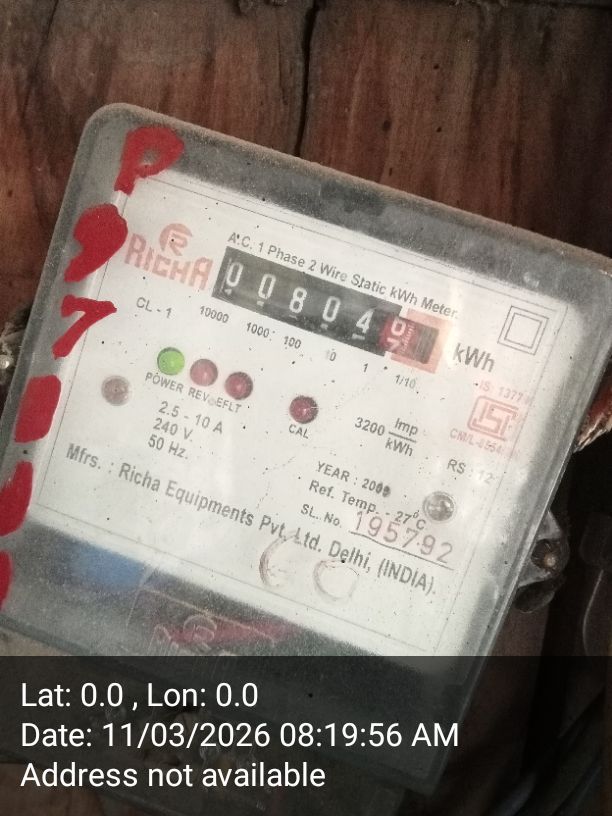 P
9
7
RICHA
A.C. 1 Phase 2 Wire Static kWh Meter.
0 0 8 0 4
kWh
CL - 1
10000 1000 100 10 1 1/10
POWER REV EFLT
CAL
2.5 - 10 A
240 V.
50 Hz.
3200 Imp
kWh
IS: 1377
ISI
CM/L
RS : 12
YEAR : 2009
Ref. Temp. - 27°C
SL. No. 195792
Mfrs. : Richa Equipments Pvt. Ltd. Delhi, (INDIA).
Lat: 0.0 , Lon: 0.0
Date: 11/03/2026 08:19:56 AM
Address not available